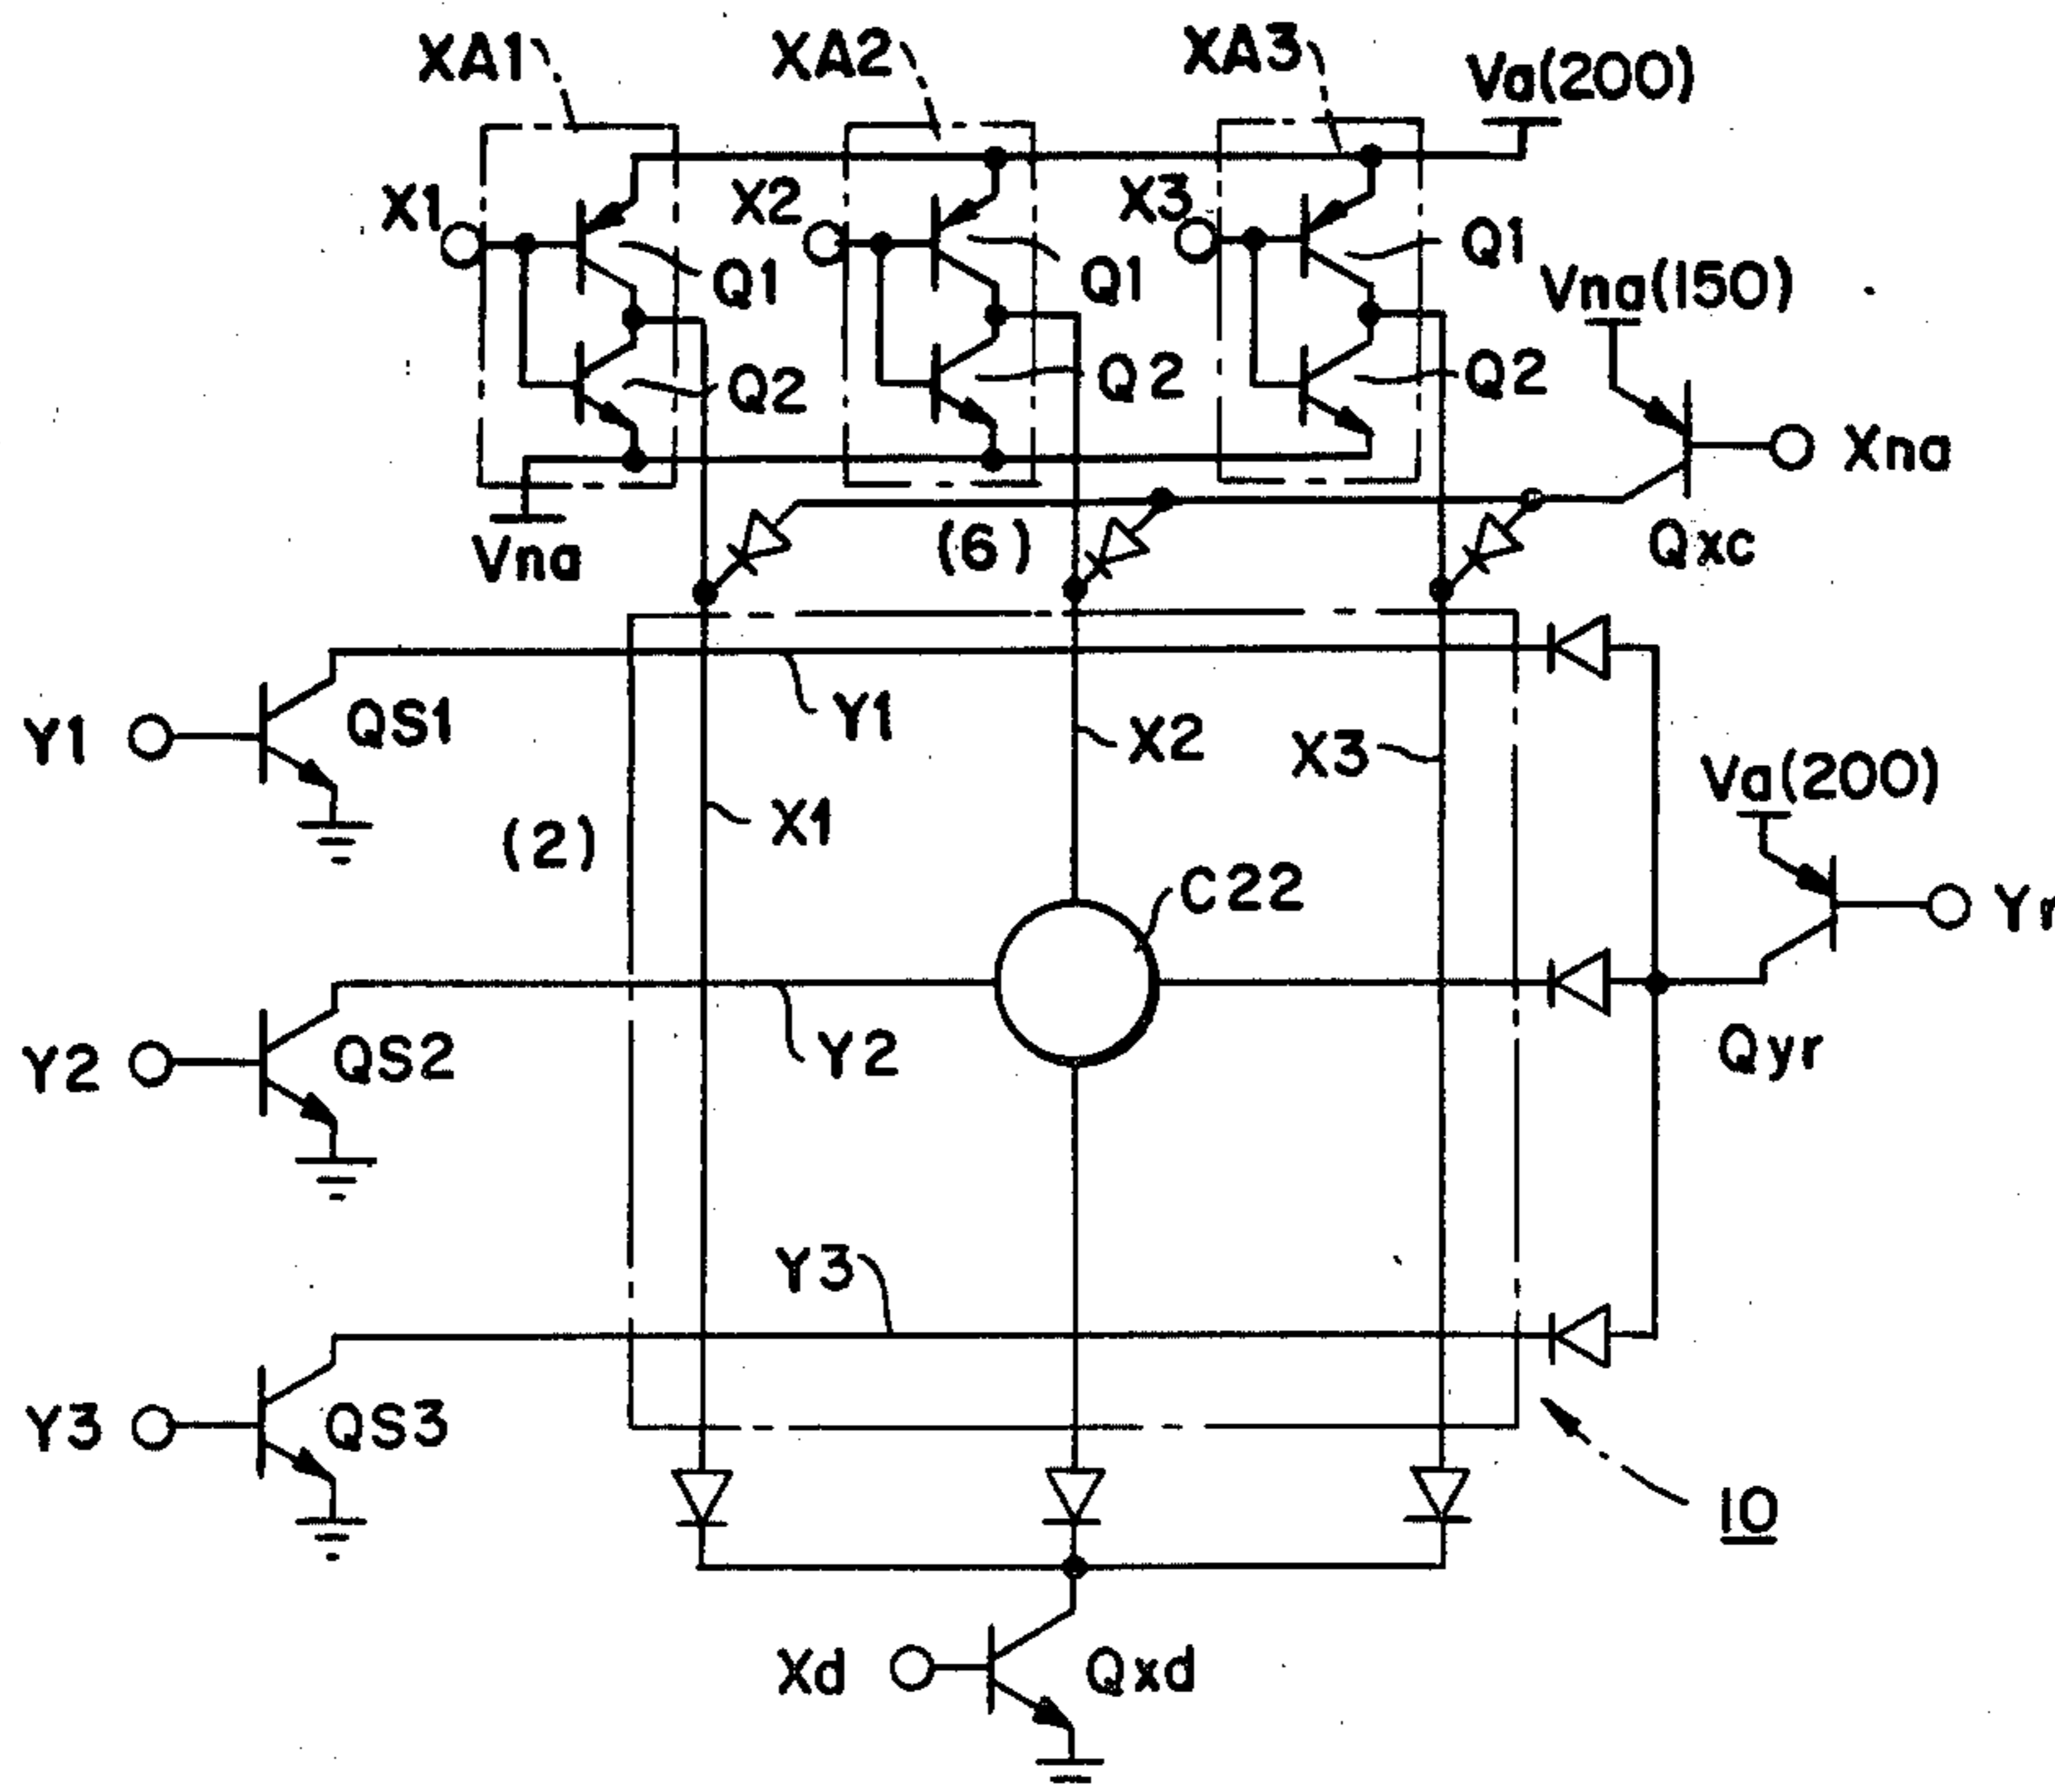 XA1 XA2 XA3 Va(200)
X1 X2 X3
Q1 Q1 Q1
Vna(150)
Q2 Q2 Q2
Xna
Vna (6) Qxc
Y1 QS1 Y1 X2 X3
Va(200)
(2) X1
C22
Yr
Y2 QS2 Y2 Qyr
Y3
Y3 QS3
10
Xd Qxd